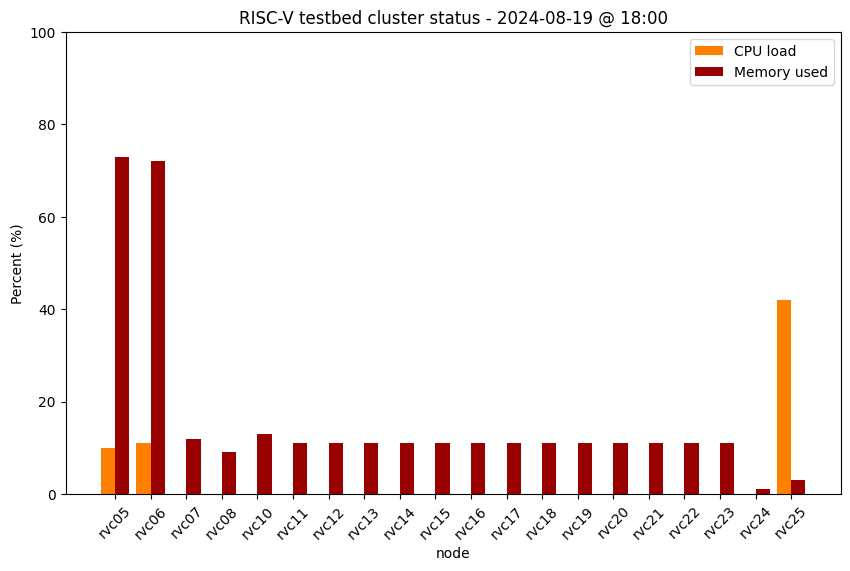 RISC-V testbed cluster status - 2024-08-19 @ 18:00
CPU load
Memory used
Percent (%)
100
80
60
40
20
0
rvc05
rvc06
rvc07
rvc08
rvc10
rvc11
rvc12
rvc13
rvc14
rvc15
rvc16
rvc17
rvc18
rvc19
rvc20
rvc21
rvc22
rvc23
rvc24
rvc25
node